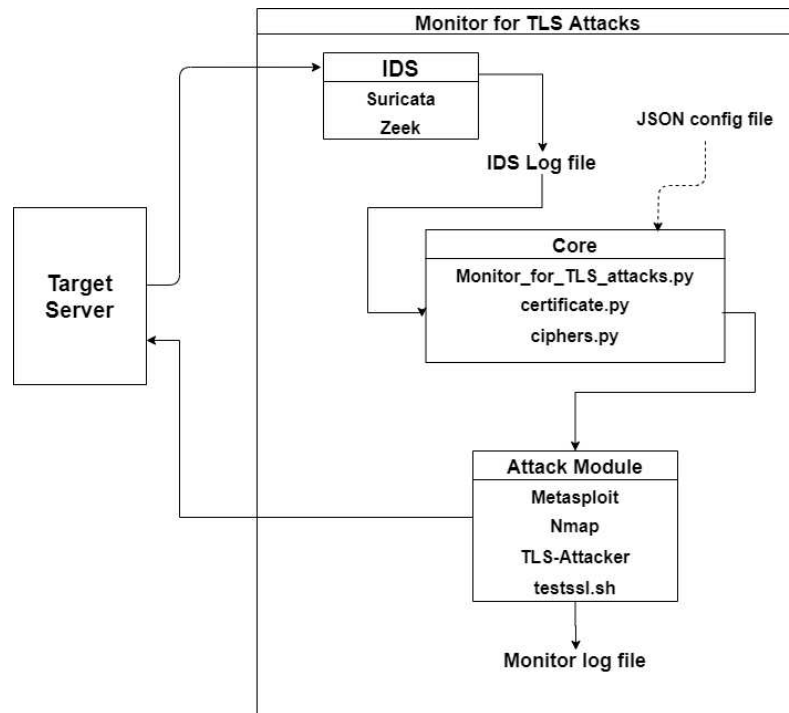 Monitor for TLS Attacks
IDS
Suricata
Zeek
JSON config file
IDS Log file
Target
Server
Core
Monitor_for_TLS_attacks.py
certificate.py
ciphers.py
Attack Module
Metasploit
Nmap
TLS-Attacker
testssl.sh
Monitor log file